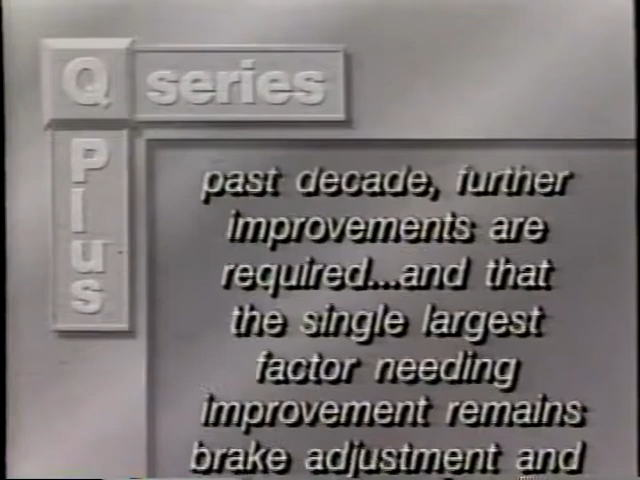 Q series
Plus
past decade, further
improvements are
required...and that
the single largest
factor needing
improvement remains
brake adjustment and